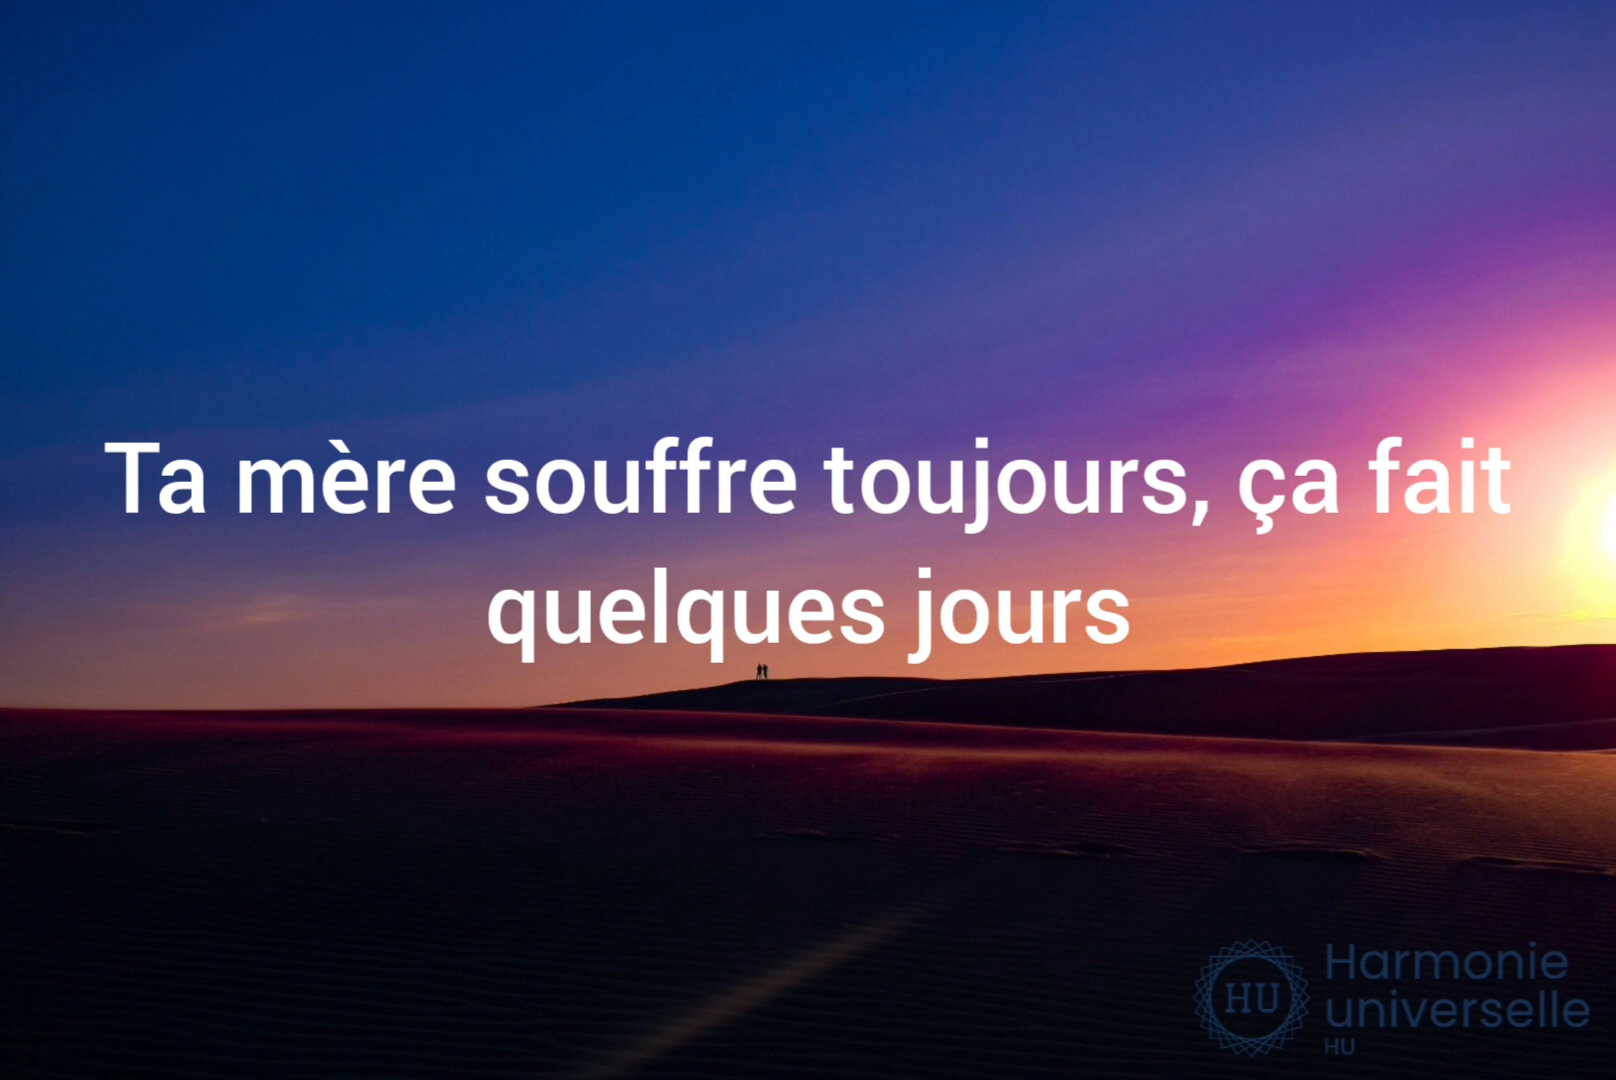 Ta mère souffre toujours, ça fait
quelques jours
HU
Harmonie
universelle
HU